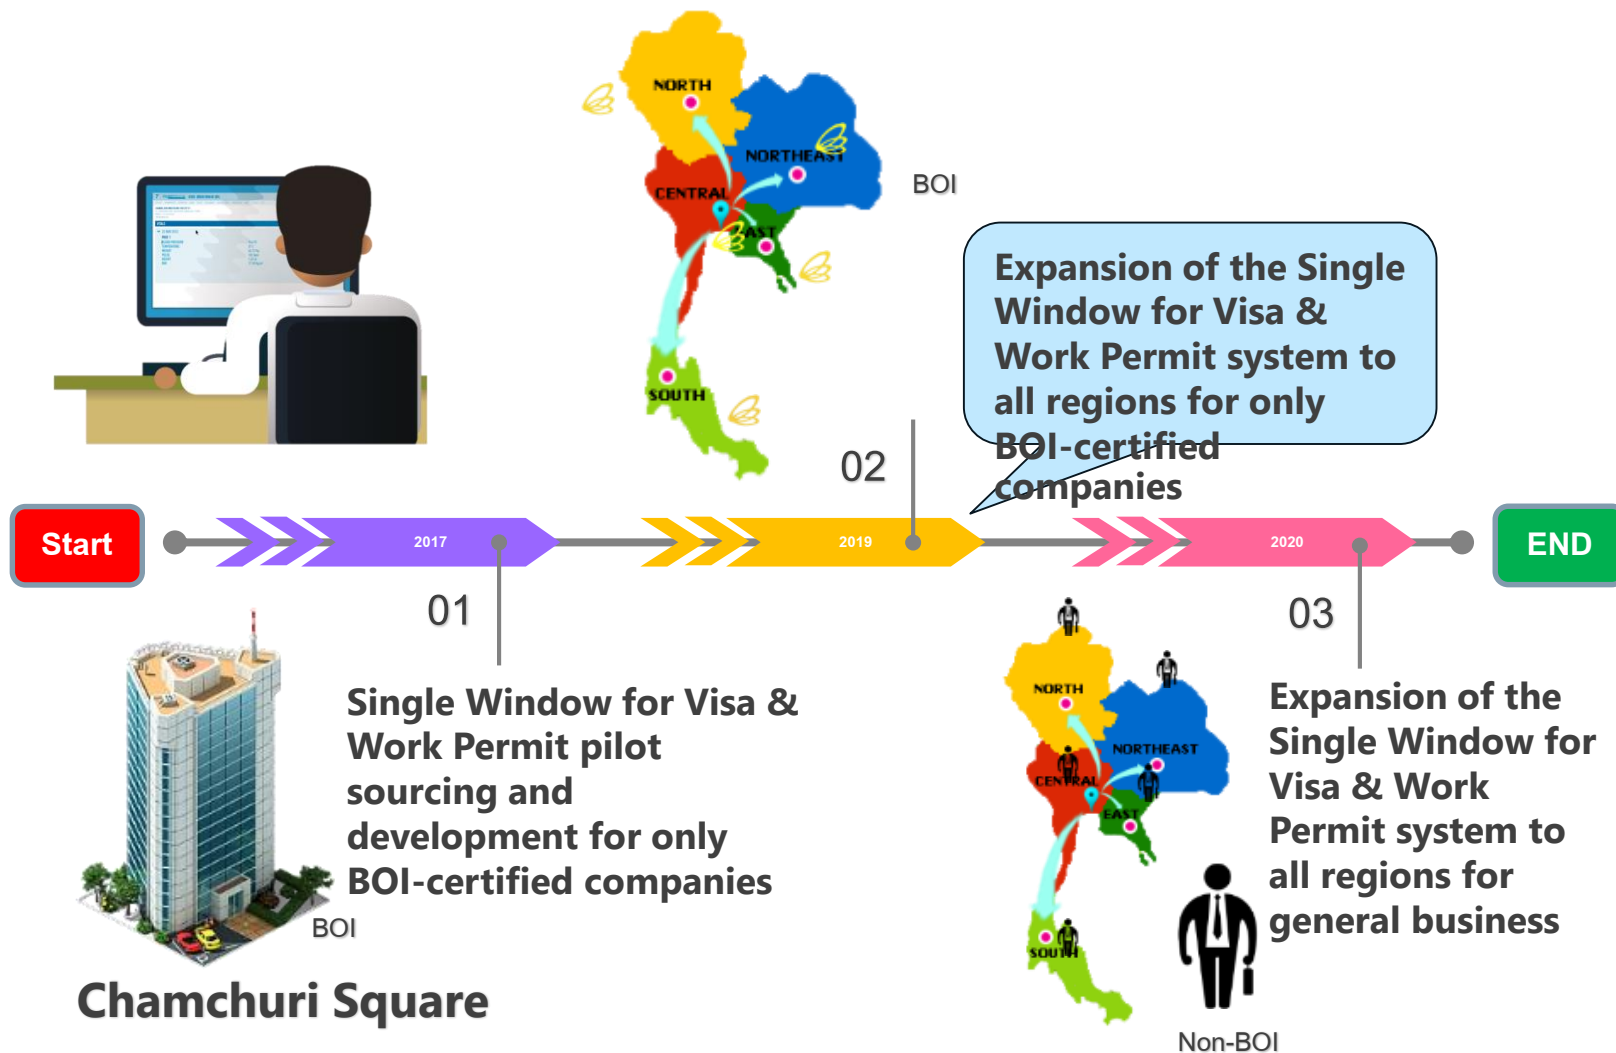 NORTH
NORTHEAST
CENTRAL
EAST
SOUTH
BOI
Expansion of the Single
Window for Visa &
Work Permit system to
all regions for only
BOI-certified
companies
02
Start
2017
2019
2020
END
01
Single Window for Visa &
Work Permit pilot
sourcing and
development for only
BOI-certified companies
BOI
Chamchuri Square
NORTH
NORTHEAST
CENTRAL
EAST
SOUTH
03
Expansion of the
Single Window for
Visa & Work
Permit system to
all regions for
general business
Non-BOI